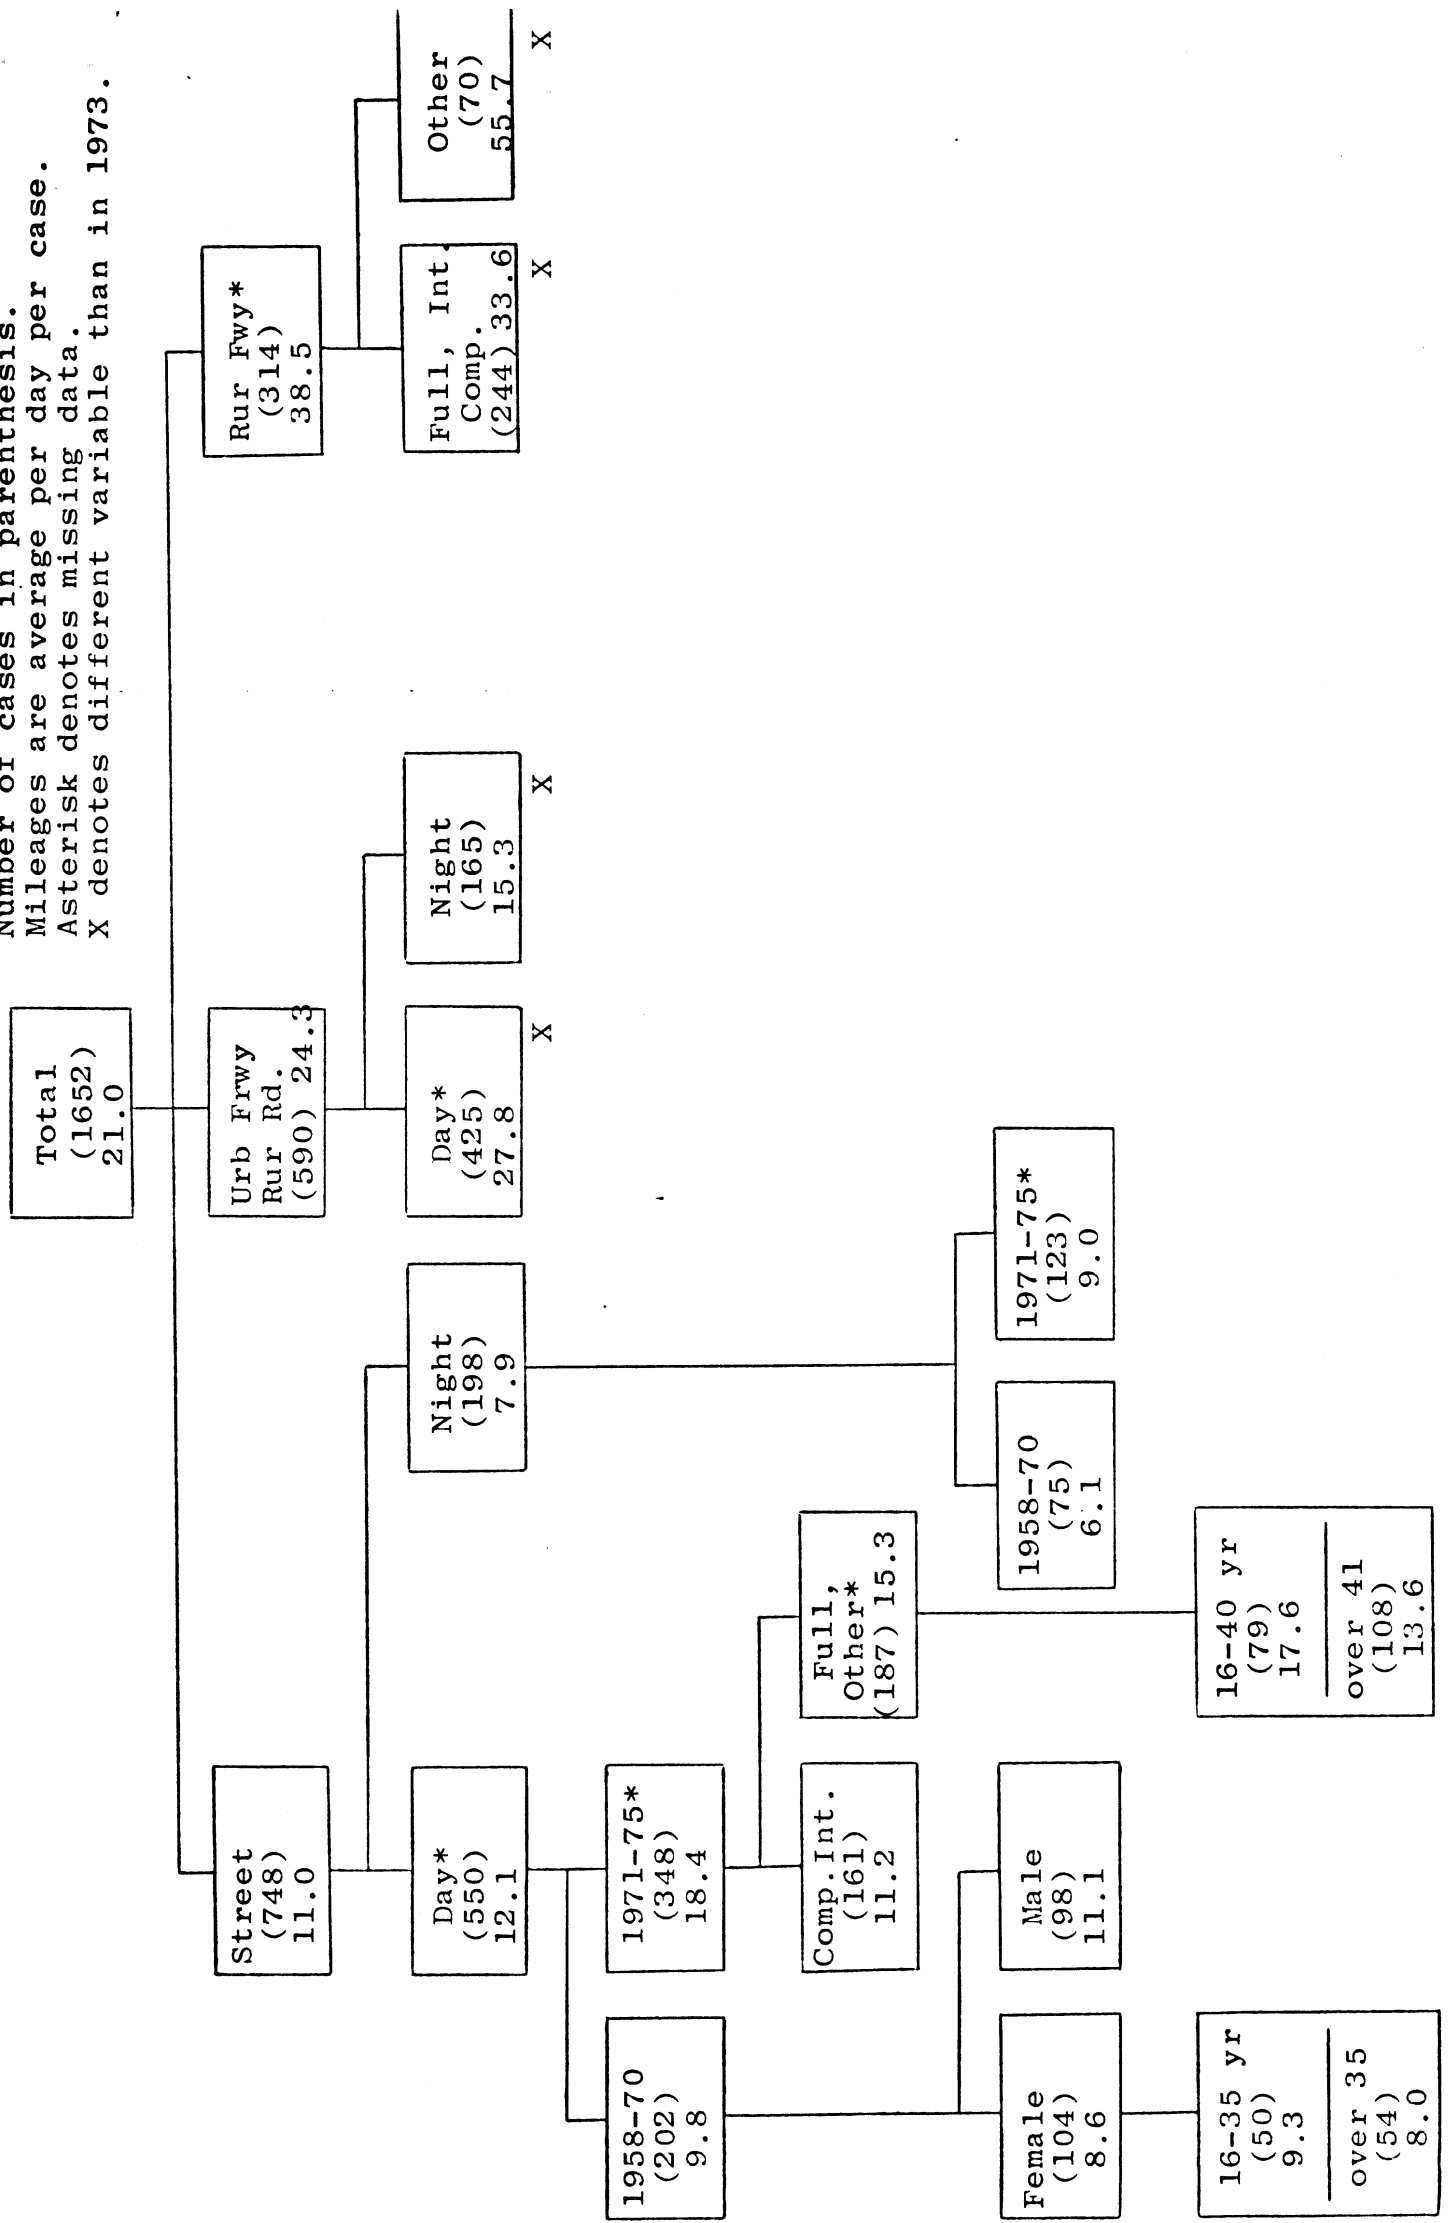 Number of cases in parenthesis.
Mileages are average per day per case.
Asterisk denotes missing data.
X denotes different variable than in 1973.
Total
(1652)
21.0
Street
(748)
11.0
Urb Frwy
Rur Rd.
(590) 24.3
Rur Fwy*
(314)
38.5
Day*
(550)
12.1
Night
(198)
7.9
Day*
(425)
27.8
X
Night
(165)
15.3
X
Full, Int.
Comp.
(244) 33.6
X
Other
(70)
55.7
X
1958-70
(202)
9.8
1971-75*
(348)
18.4
Comp.Int.
(161)
11.2
Full,
Other*
(187) 15.3
Female
(104)
8.6
Male
(98)
11.1
1958-70
(75)
6.1
1971-75*
(123)
9.0
16-35 yr
(50)
9.3
over 35
(54)
8.0
16-40 yr
(79)
17.6
over 41
(108)
13.6